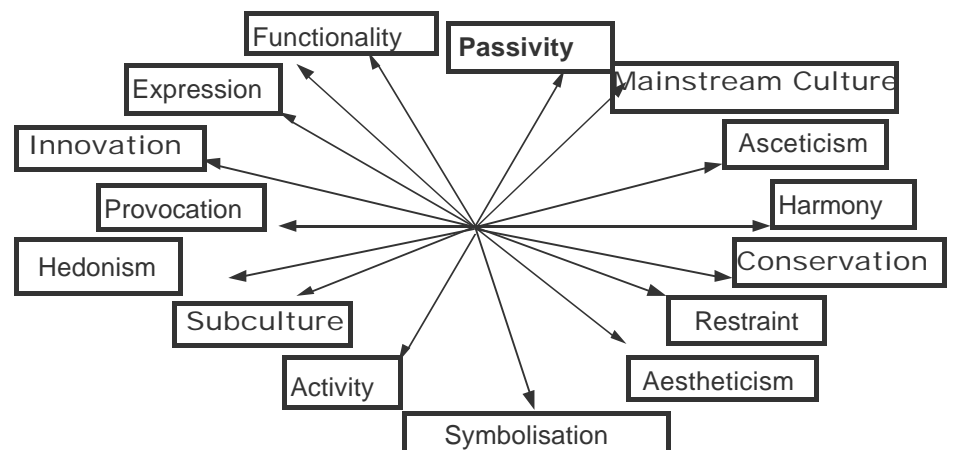 Functionality
Passivity
Mainstream Culture
Expression
Innovation
Asceticism
Provocation
Harmony
Hedonism
Conservation
Subculture
Restraint
Activity
Aestheticism
Symbolisation